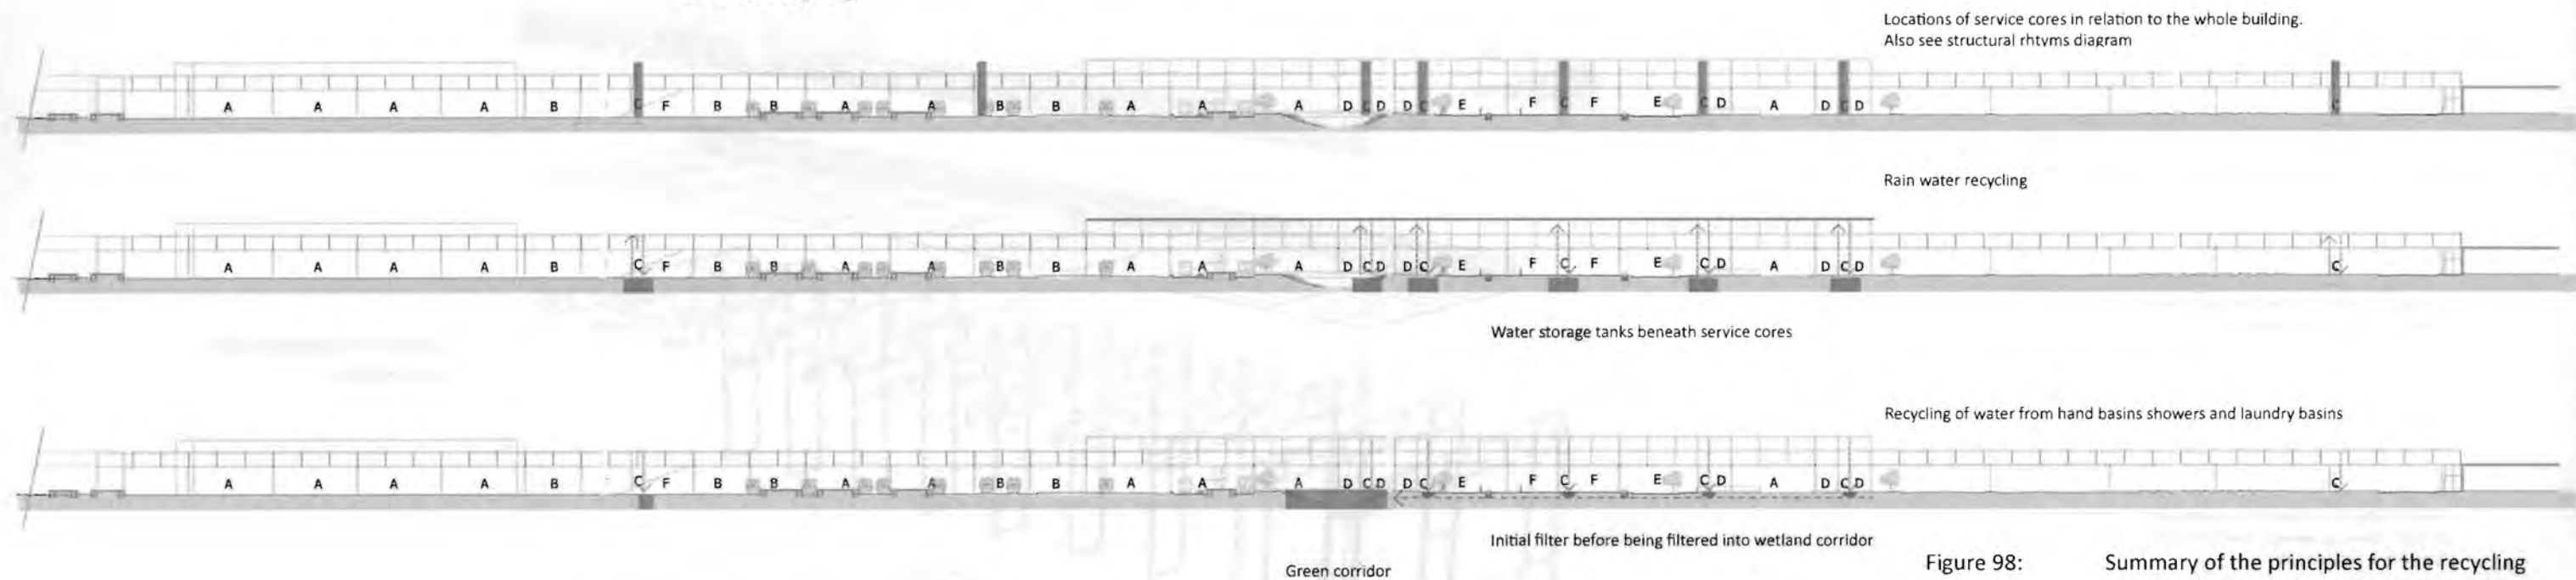 Locations of service cores in relation to the whole building.
Also see structural rhtyms diagram
A A A A B C F B B A A B B A A A D C D D C E F C F E C D A D C D C
Rain water recycling
A A A A B C F B B A A B B A A A D C D D C E F C F E C D A D C D C
Water storage tanks beneath service cores
Recycling of water from hand basins showers and laundry basins
A A A A B C F B B A A B B A A A D C D D C E F C F E C D A D C D C
Initial filter before being filtered into wetland corridor
Green corridor
Figure 98: Summary of the principles for the recycling